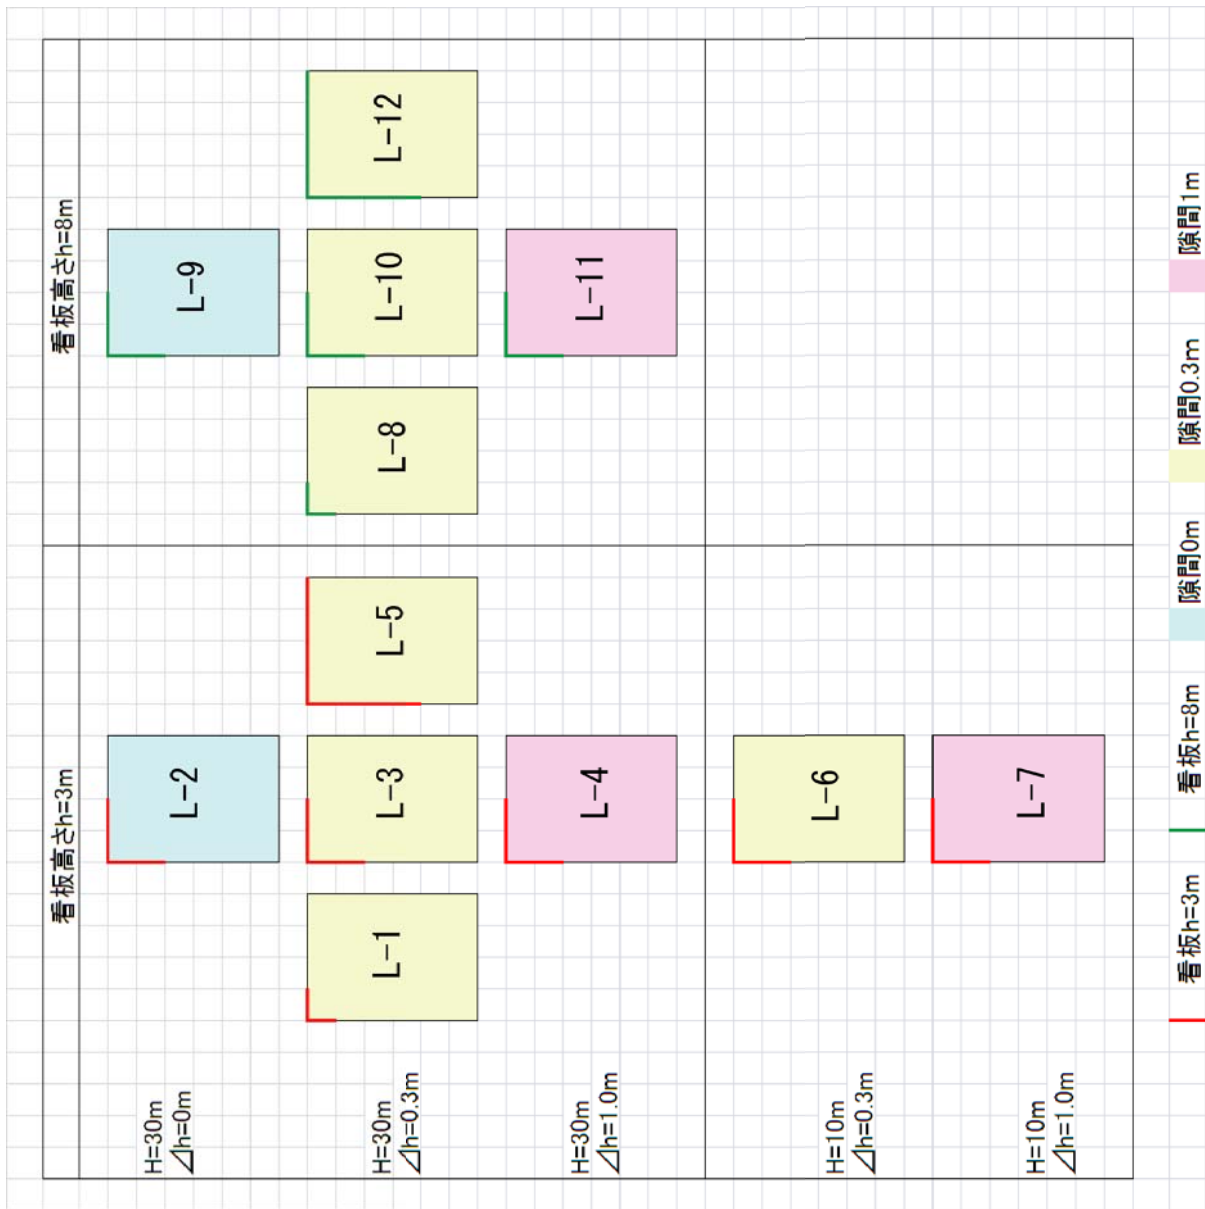 看板高さh=3m
看板高さh=8m
H=30m
⊿h=0m
L-2
L-9
H=30m
⊿h=0.3m
L-1
L-3
L-5
L-8
L-10
L-12
H=30m
⊿h=1.0m
L-4
L-11
H=10m
⊿h=0.3m
L-6
H=10m
⊿h=1.0m
L-7
看板h=3m
看板h=8m
隙間0m
隙間0.3m
隙間1m